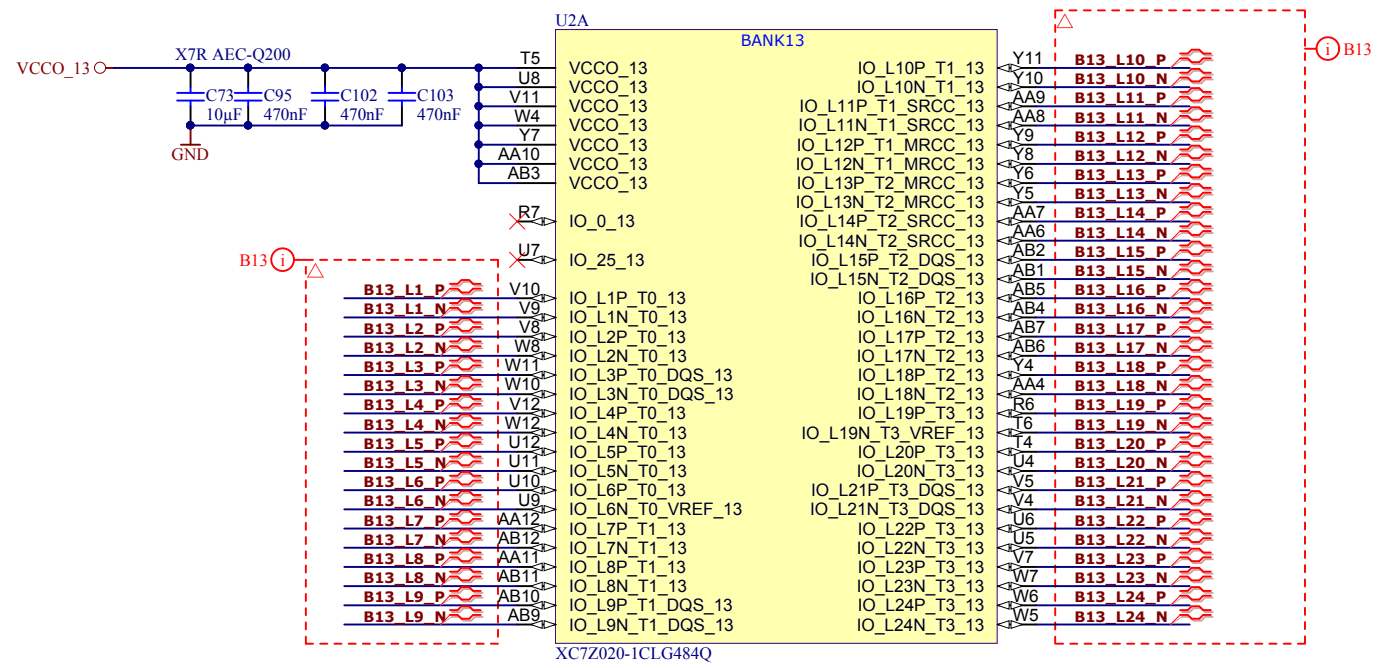 U2A
BANK13
X7R AEC-Q200
VCCO_13
C73 10µF
C95 470nF
C102 470nF
C103 470nF
GND
T5 VCCO_13
U8 VCCO_13
V11 VCCO_13
W4 VCCO_13
Y7 VCCO_13
AA10 VCCO_13
AB3 VCCO_13
R7 IO_0_13
U7 IO_25_13
B13 i
B13_L1_P V10 IO_L1P_T0_13
B13_L1_N V9 IO_L1N_T0_13
B13_L2_P V8 IO_L2P_T0_13
B13_L2_N W8 IO_L2N_T0_13
B13_L3_P W11 IO_L3P_T0_DQS_13
B13_L3_N W10 IO_L3N_T0_DQS_13
B13_L4_P V12 IO_L4P_T0_13
B13_L4_N W12 IO_L4N_T0_13
B13_L5_P U12 IO_L5P_T0_13
B13_L5_N U11 IO_L5N_T0_13
B13_L6_P U10 IO_L6P_T0_13
B13_L6_N U9 IO_L6N_T0_VREF_13
B13_L7_P AA12 IO_L7P_T1_13
B13_L7_N AB12 IO_L7N_T1_13
B13_L8_P AA11 IO_L8P_T1_13
B13_L8_N AB11 IO_L8N_T1_13
B13_L9_P AB10 IO_L9P_T1_DQS_13
B13_L9_N AB9 IO_L9N_T1_DQS_13
i B13
IO_L10P_T1_13 Y11 B13_L10_P
IO_L10N_T1_13 Y10 B13_L10_N
IO_L11P_T1_SRCC_13 AA9 B13_L11_P
IO_L11N_T1_SRCC_13 AA8 B13_L11_N
IO_L12P_T1_MRCC_13 Y9 B13_L12_P
IO_L12N_T1_MRCC_13 Y8 B13_L12_N
IO_L13P_T2_MRCC_13 Y6 B13_L13_P
IO_L13N_T2_MRCC_13 Y5 B13_L13_N
IO_L14P_T2_SRCC_13 AA7 B13_L14_P
IO_L14N_T2_SRCC_13 AA6 B13_L14_N
IO_L15P_T2_DQS_13 AB2 B13_L15_P
IO_L15N_T2_DQS_13 AB1 B13_L15_N
IO_L16P_T2_13 AB5 B13_L16_P
IO_L16N_T2_13 AB4 B13_L16_N
IO_L17P_T2_13 AB7 B13_L17_P
IO_L17N_T2_13 AB6 B13_L17_N
IO_L18P_T2_13 Y4 B13_L18_P
IO_L18N_T2_13 AA4 B13_L18_N
IO_L19P_T3_13 R6 B13_L19_P
IO_L19N_T3_VREF_13 T6 B13_L19_N
IO_L20P_T3_13 T4 B13_L20_P
IO_L20N_T3_13 U4 B13_L20_N
IO_L21P_T3_DQS_13 V5 B13_L21_P
IO_L21N_T3_DQS_13 V4 B13_L21_N
IO_L22P_T3_13 U6 B13_L22_P
IO_L22N_T3_13 U5 B13_L22_N
IO_L23P_T3_13 V7 B13_L23_P
IO_L23N_T3_13 W7 B13_L23_N
IO_L24P_T3_13 W6 B13_L24_P
IO_L24N_T3_13 W5 B13_L24_N
XC7Z020-1CLG484Q